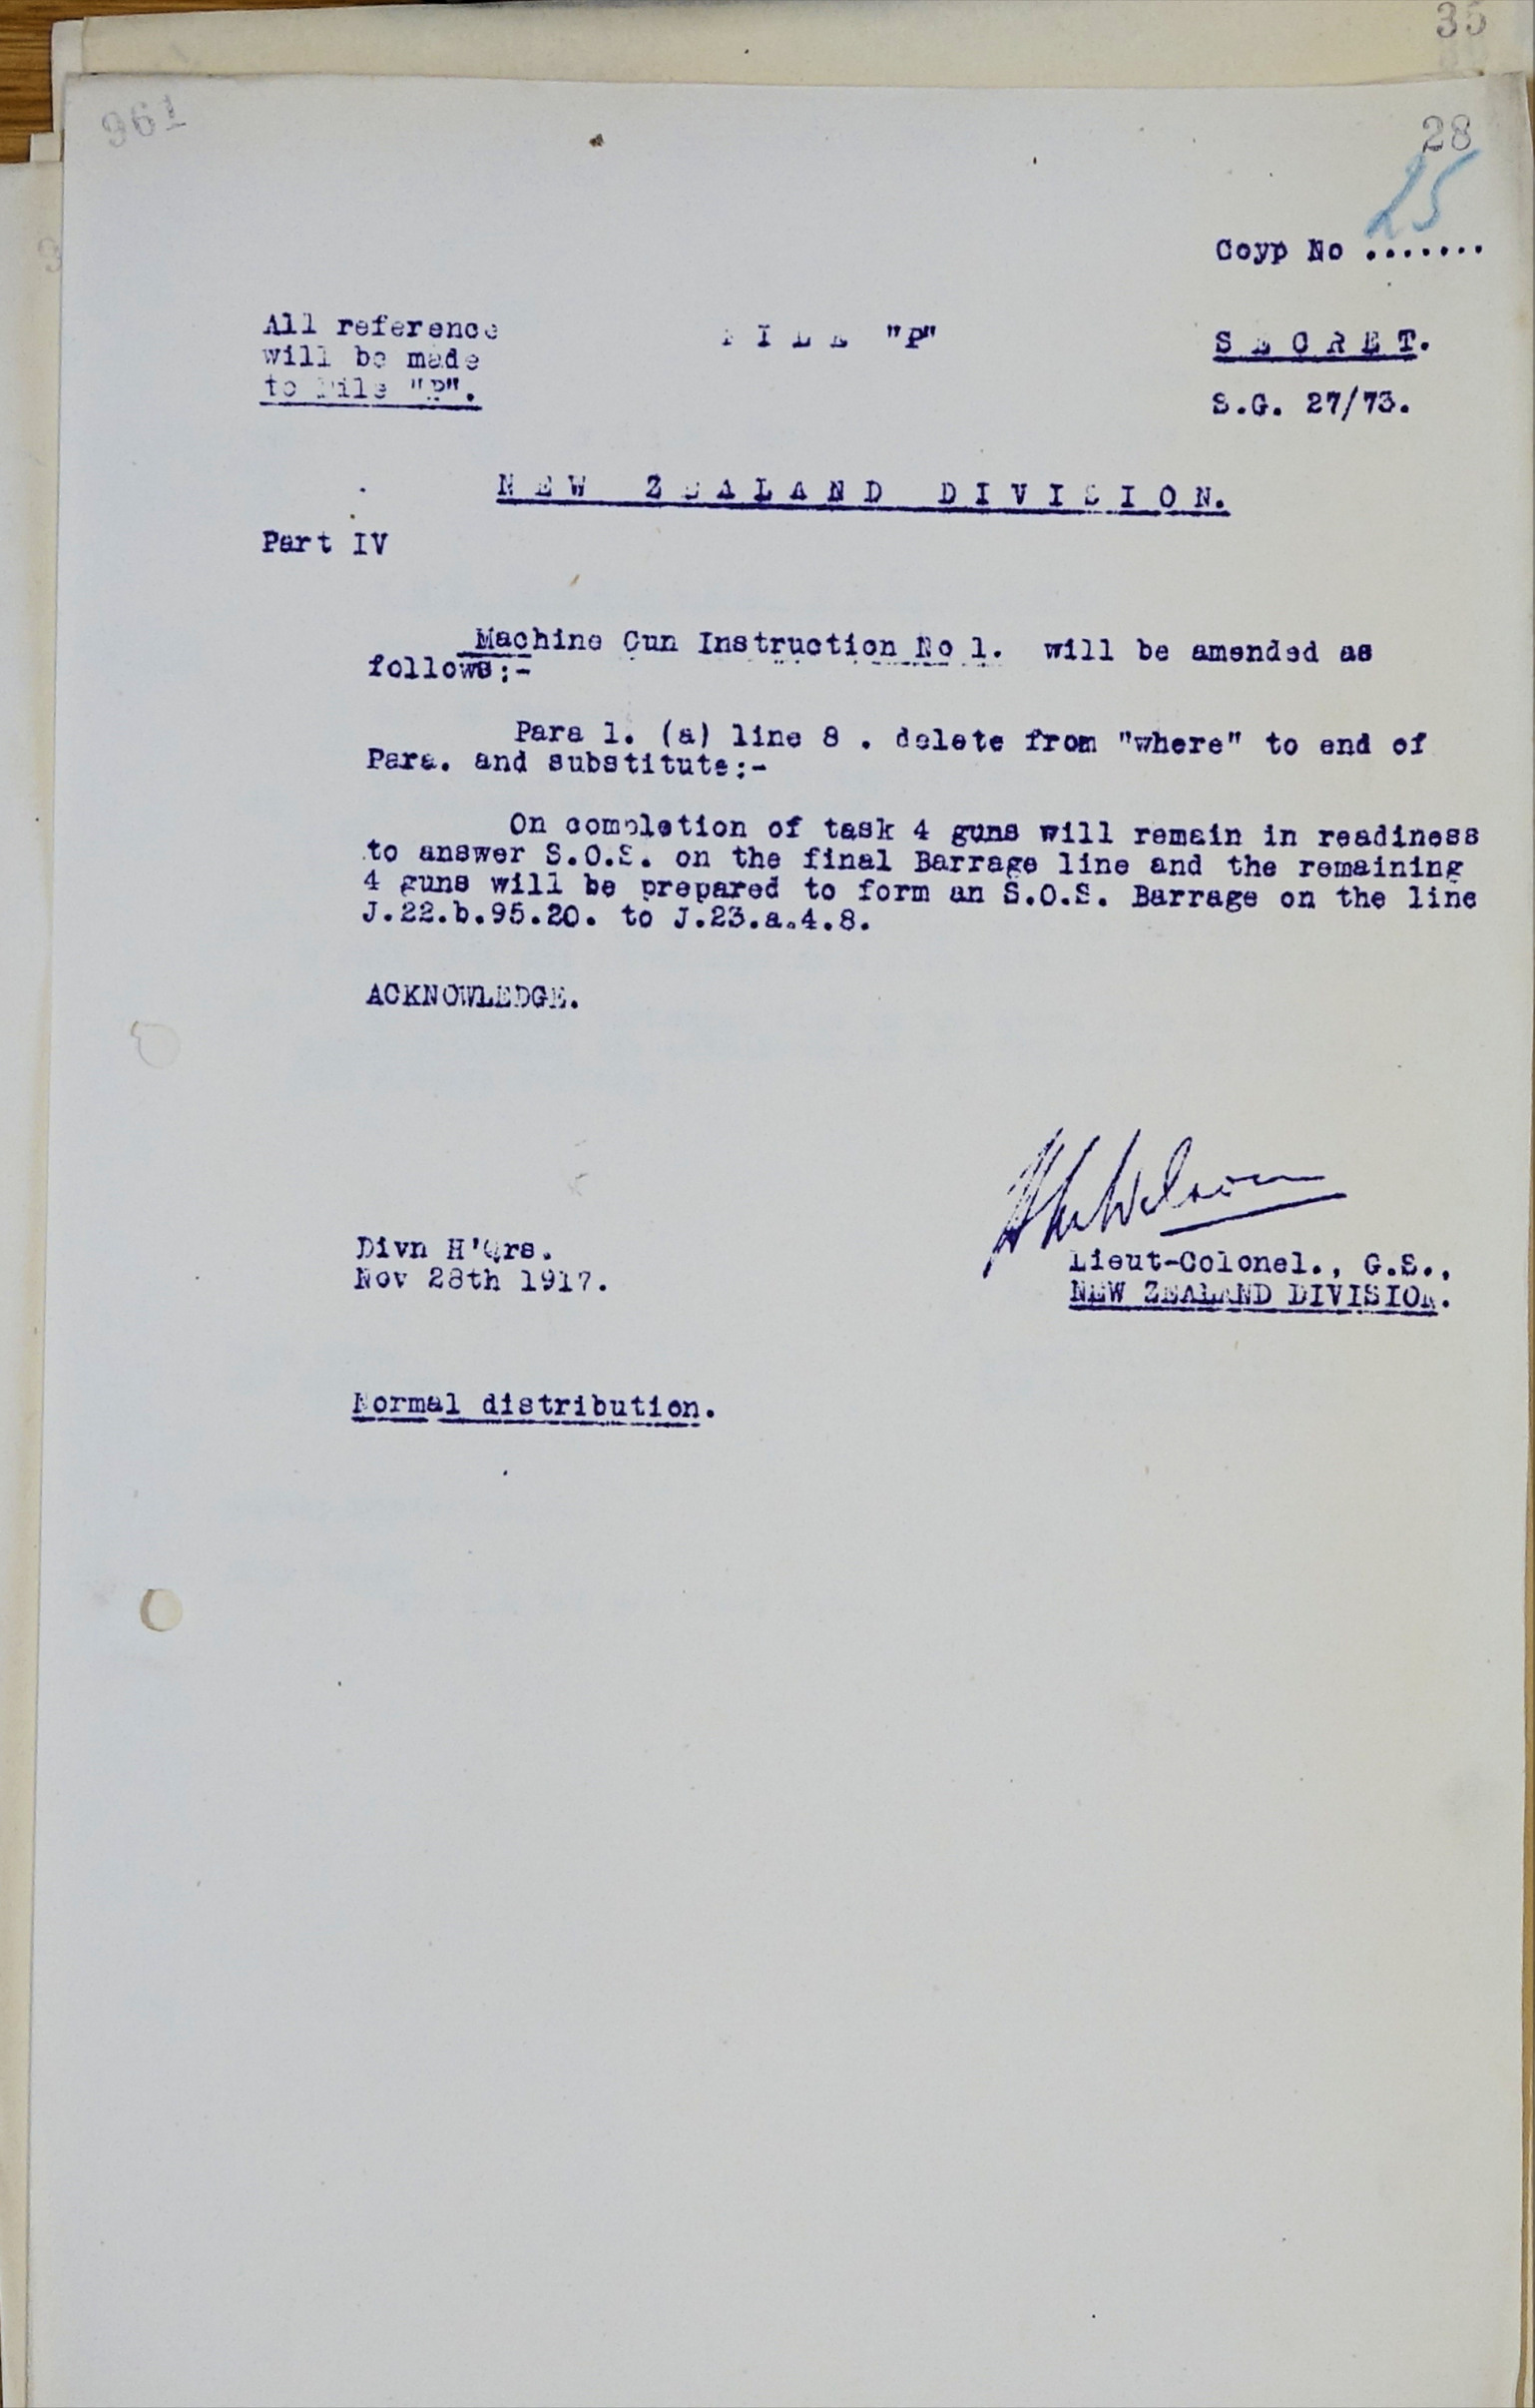 35
961
28
25
Coyp No .......
All reference
will be made
to File "P".
FILE "P"
SECRET.
S.G. 27/73.
NEW ZEALAND DIVISION.
Part IV
Machine Gun Instruction No 1. will be amended as
follows:-
Para 1. (a) line 8 . delete from "where" to end of
Para. and substitute:-
On completion of task 4 guns will remain in readiness
to answer S.O.S. on the final Barrage line and the remaining
4 guns will be prepared to form an S.O.S. Barrage on the line
J.22.b.95.20. to J.23.a.4.8.
ACKNOWLEDGE.
Divn H'Qrs.
Nov 28th 1917.
Lieut-Colonel., G.S.,
NEW ZEALAND DIVISION.
Normal distribution.